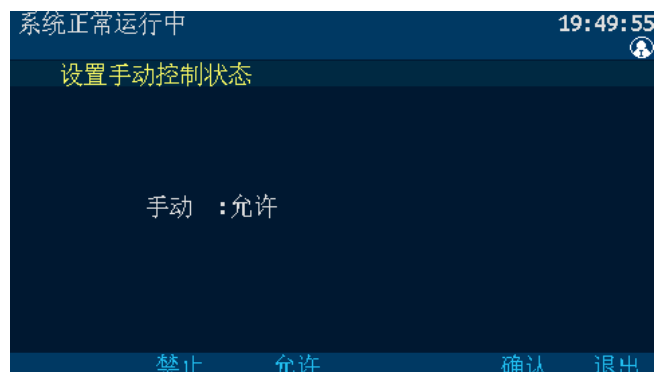 系统正常运行中 19:49:55
设置手动控制状态
手动 :允许
禁止 允许 确认 退出